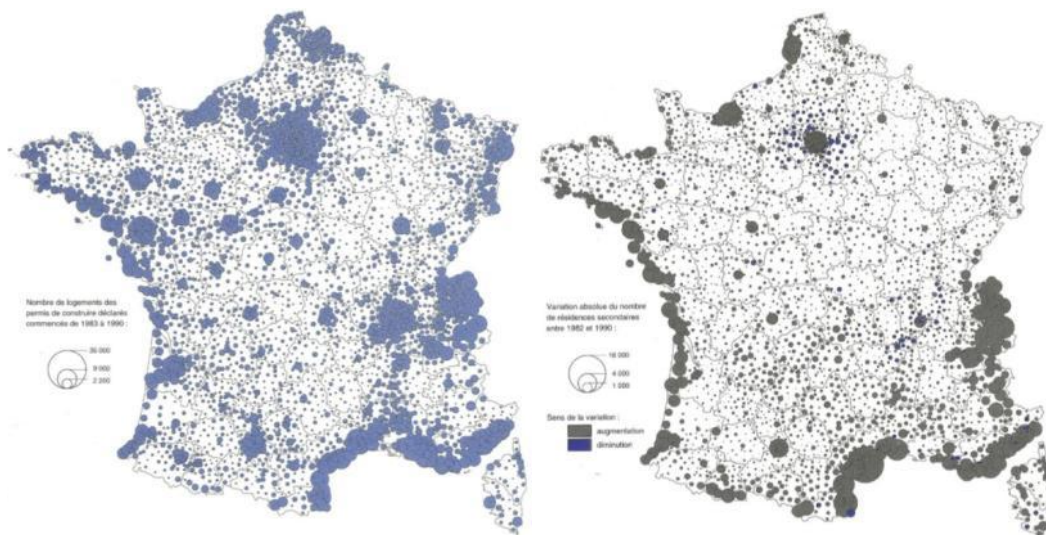 Nombre de logements des
permis de construire déclarés
commencés de 1983 à 1990 :
35 000
9 000
2 200
Variation absolue du nombre
de résidences secondaires
entre 1982 et 1990 :
16 000
4 000
1 000
Sens de la variation :
augmentation
diminution